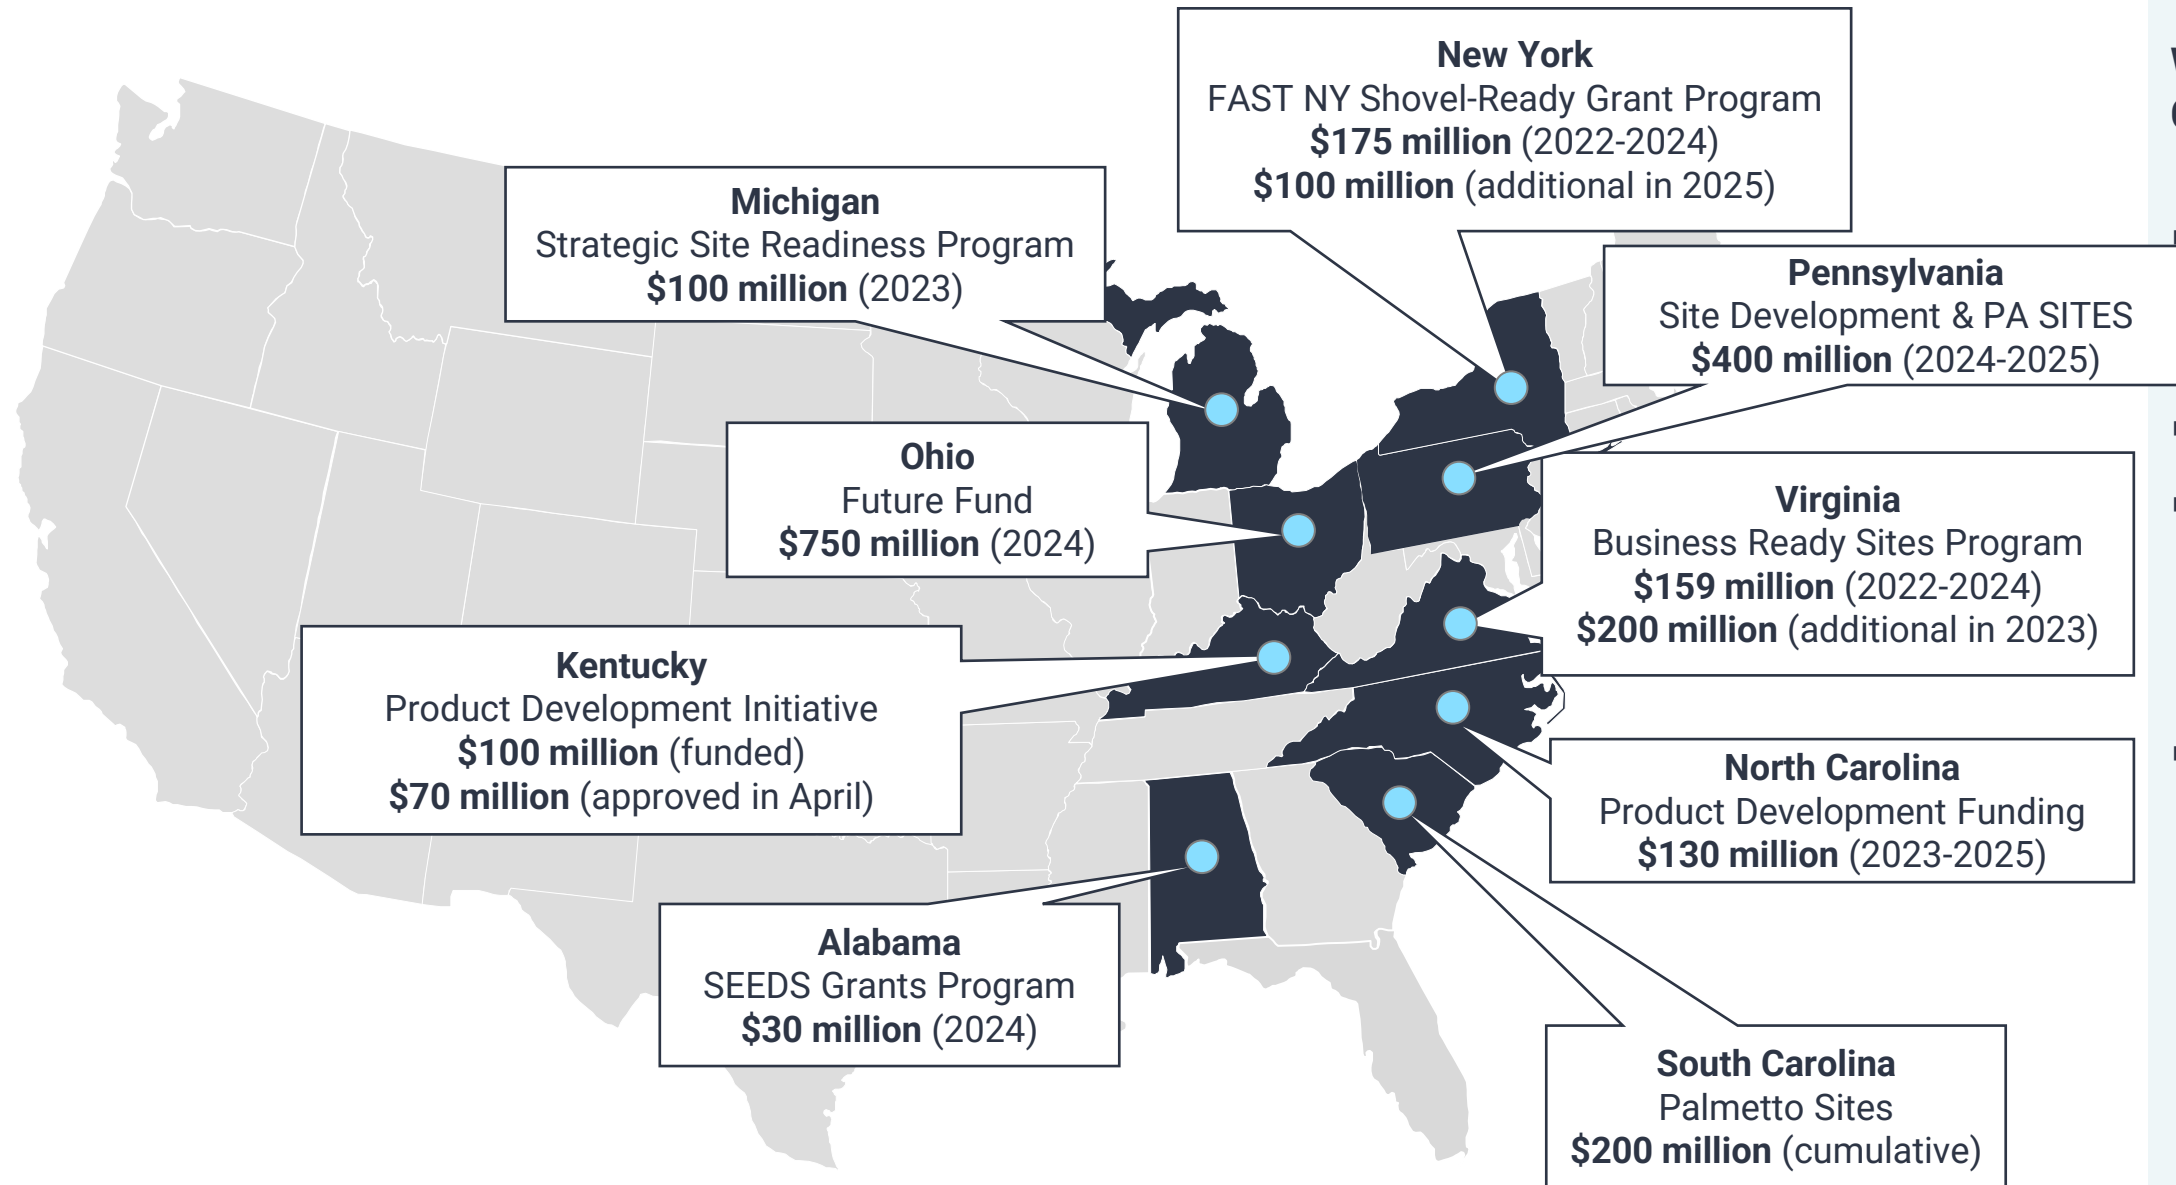 New York
FAST NY Shovel-Ready Grant Program
$175 million (2022-2024)
$100 million (additional in 2025)
Michigan
Strategic Site Readiness Program
$100 million (2023)
Pennsylvania
Site Development & PA SITES
$400 million (2024-2025)
Ohio
Future Fund
$750 million (2024)
Virginia
Business Ready Sites Program
$159 million (2022-2024)
$200 million (additional in 2023)
Kentucky
Product Development Initiative
$100 million (funded)
$70 million (approved in April)
North Carolina
Product Development Funding
$130 million (2023-2025)
Alabama
SEEDS Grants Program
$30 million (2024)
South Carolina
Palmetto Sites
$200 million (cumulative)